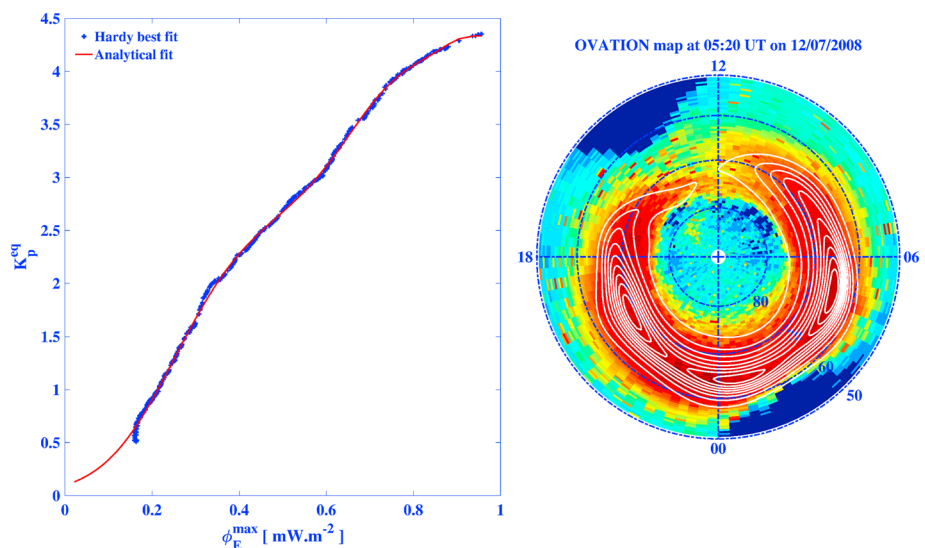 Hardy best fit
Analytical fit
4.5
4
3.5
3
2.5
2
1.5
1
0.5
0
K_p^eq
0 0.2 0.4 0.6 0.8 1
ϕ_E^max [ mW.m^-2 ]
OVATION map at 05:20 UT on 12/07/2008
12
18
06
80
60
50
00